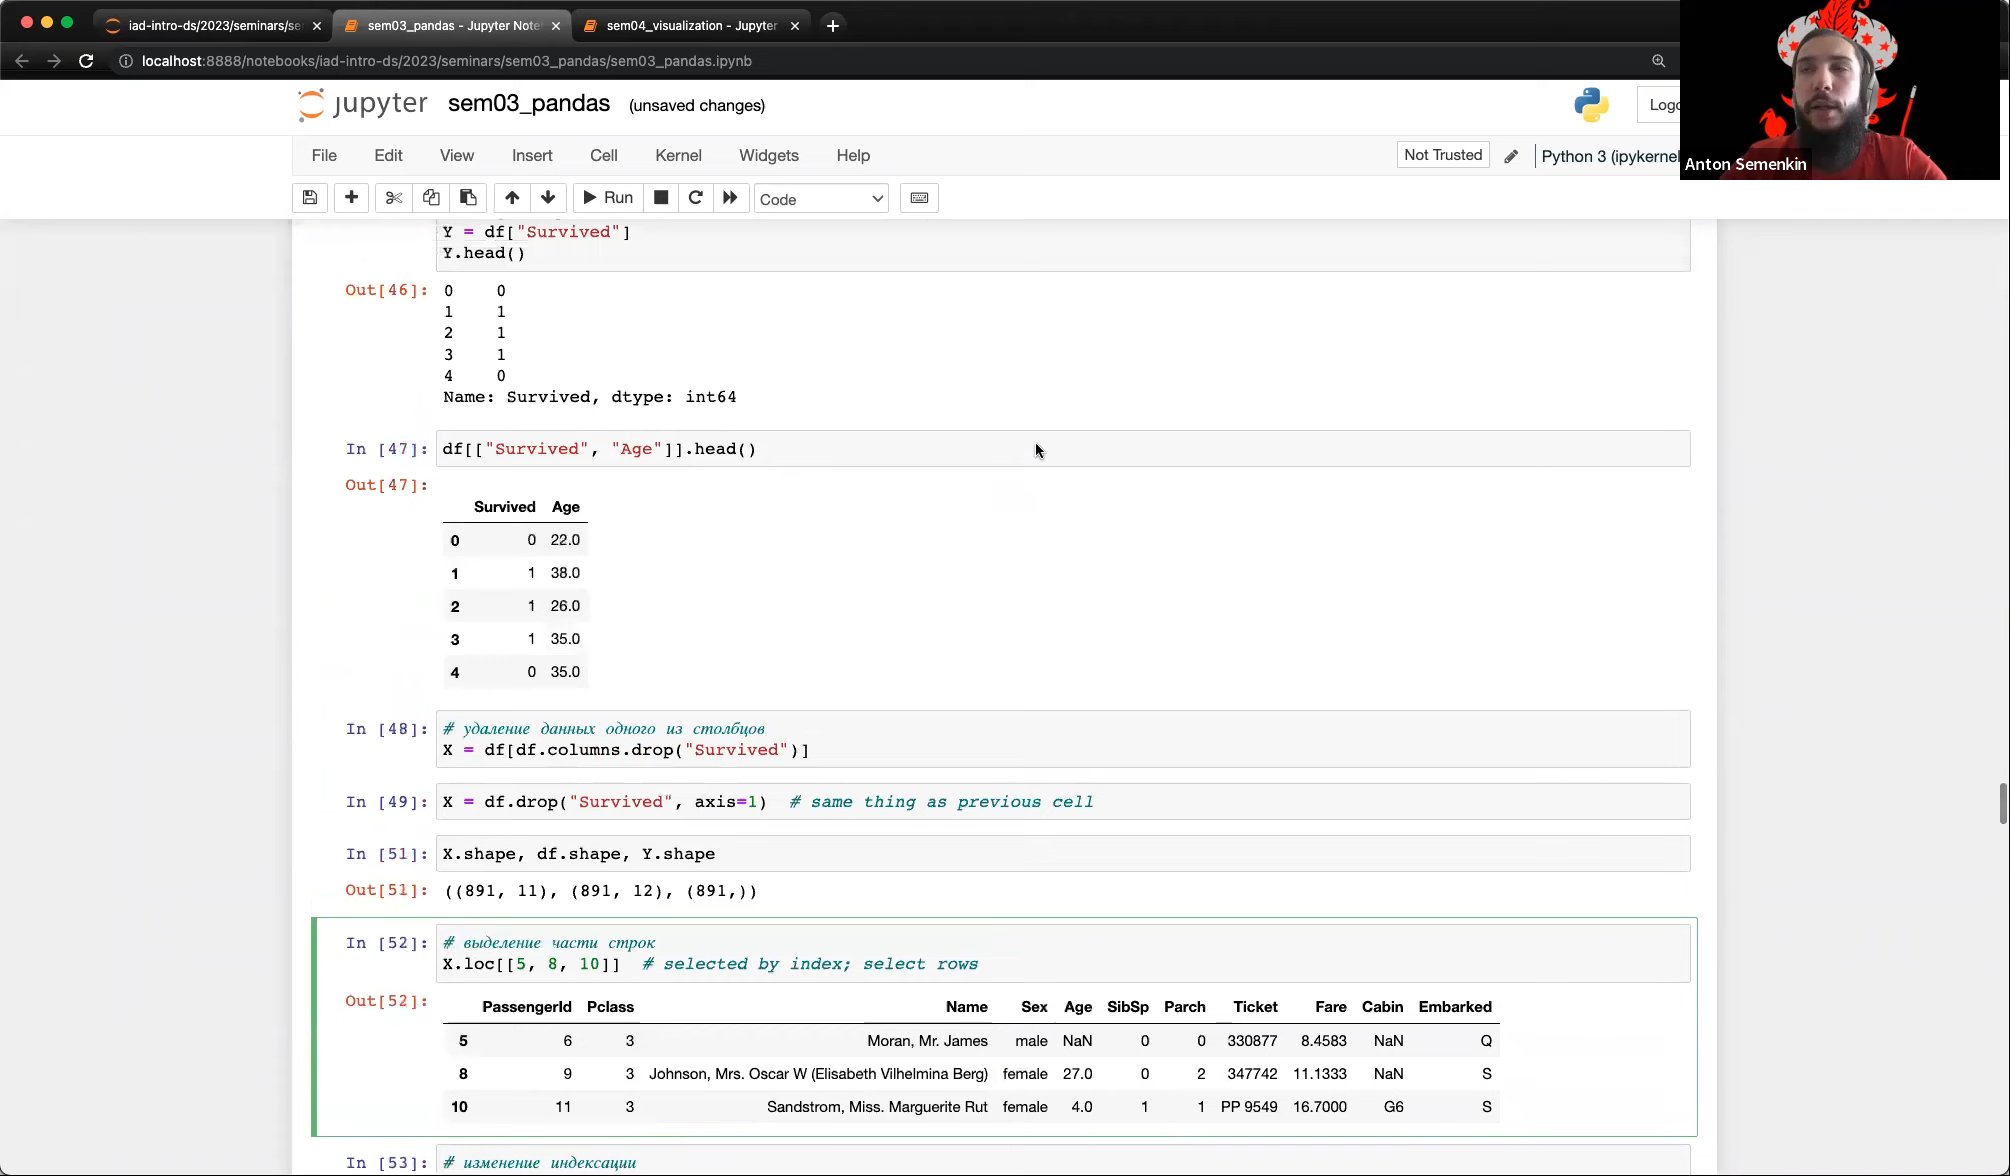 iad-intro-ds/2023/seminars/se
sem03_pandas - Jupyter Note
sem04_visualization - Jupyter
localhost:8888/notebooks/iad-intro-ds/2023/seminars/sem03_pandas/sem03_pandas.ipynb
jupyter sem03_pandas (unsaved changes)
Logo
File Edit View Insert Cell Kernel Widgets Help
Not Trusted
Python 3 (ipykernel
Anton Semenkin
Run
Code
Y = df["Survived"]
Y.head()
Out[46]: 0 0
1 1
2 1
3 1
4 0
Name: Survived, dtype: int64
In [47]: df[["Survived", "Age"]].head()
Out[47]:
Survived Age
0 0 22.0
1 1 38.0
2 1 26.0
3 1 35.0
4 0 35.0
In [48]: # удаление данных одного из столбцов
X = df[df.columns.drop("Survived")]
In [49]: X = df.drop("Survived", axis=1) # same thing as previous cell
In [51]: X.shape, df.shape, Y.shape
Out[51]: ((891, 11), (891, 12), (891,))
In [52]: # выделение части строк
X.loc[[5, 8, 10]] # selected by index; select rows
Out[52]:
PassengerId Pclass Name Sex Age SibSp Parch Ticket Fare Cabin Embarked
5 6 3 Moran, Mr. James male NaN 0 0 330877 8.4583 NaN Q
8 9 3 Johnson, Mrs. Oscar W (Elisabeth Vilhelmina Berg) female 27.0 0 2 347742 11.1333 NaN S
10 11 3 Sandstrom, Miss. Marguerite Rut female 4.0 1 1 PP 9549 16.7000 G6 S
In [53]: # изменение индексации